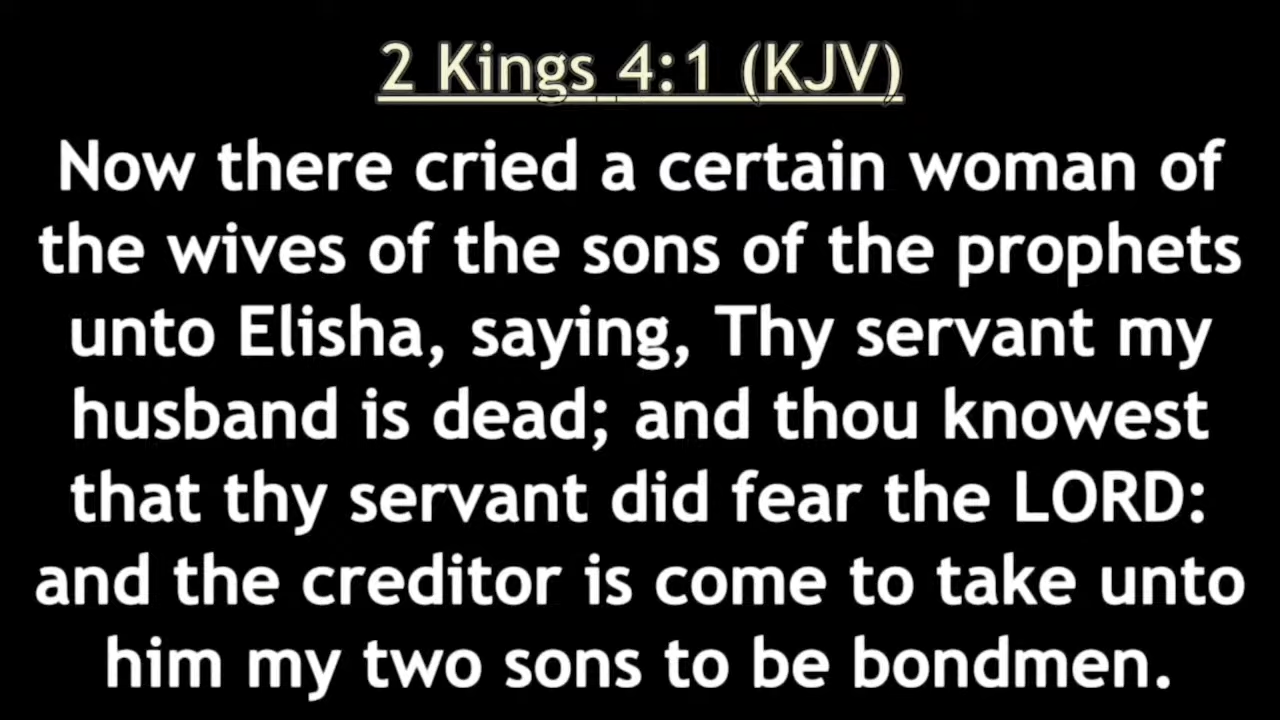 2 Kings 4:1 (KJV)
Now there cried a certain woman of
the wives of the sons of the prophets
unto Elisha, saying, Thy servant my
husband is dead; and thou knowest
that thy servant did fear the LORD:
and the creditor is come to take unto
him my two sons to be bondmen.